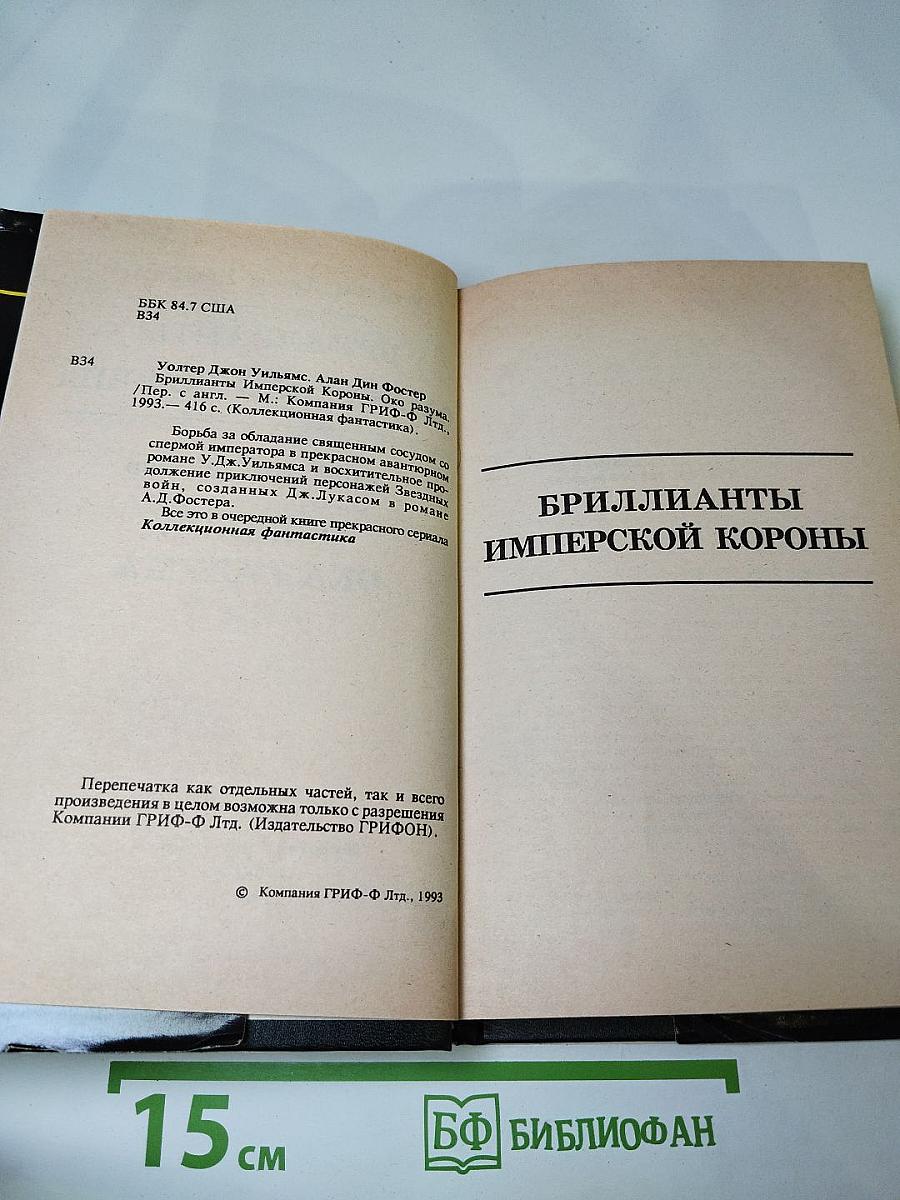 ББК 84.7 США
В34
В34
Уолтер Джон Уильямс. Алан Дин Фостер
Бриллианты Имперской Короны. Око разума.
/Пер. с англ. — М.: Компания ГРИФ-Ф Лтд.,
1993.— 416 с. (Коллекционная фантастика).
Борьба за обладание священным сосудом со
спермой императора в прекрасном авантюрном
романе У.Дж.Уильямса и восхитительное про-
должение приключений персонажей Звездных
войн, созданных Дж.Лукасом в романе
А.Д.Фостера.
Все это в очередной книге прекрасного сериала
Коллекционная фантастика
Перепечатка как отдельных частей, так и всего
произведения в целом возможна только с разрешения
Компании ГРИФ-Ф Лтд. (Издательство ГРИФОН).
© Компания ГРИФ-Ф Лтд., 1993
БРИЛЛИАНТЫ
ИМПЕРСКОЙ КОРОНЫ
15 см
БФ БИБЛИОФАН